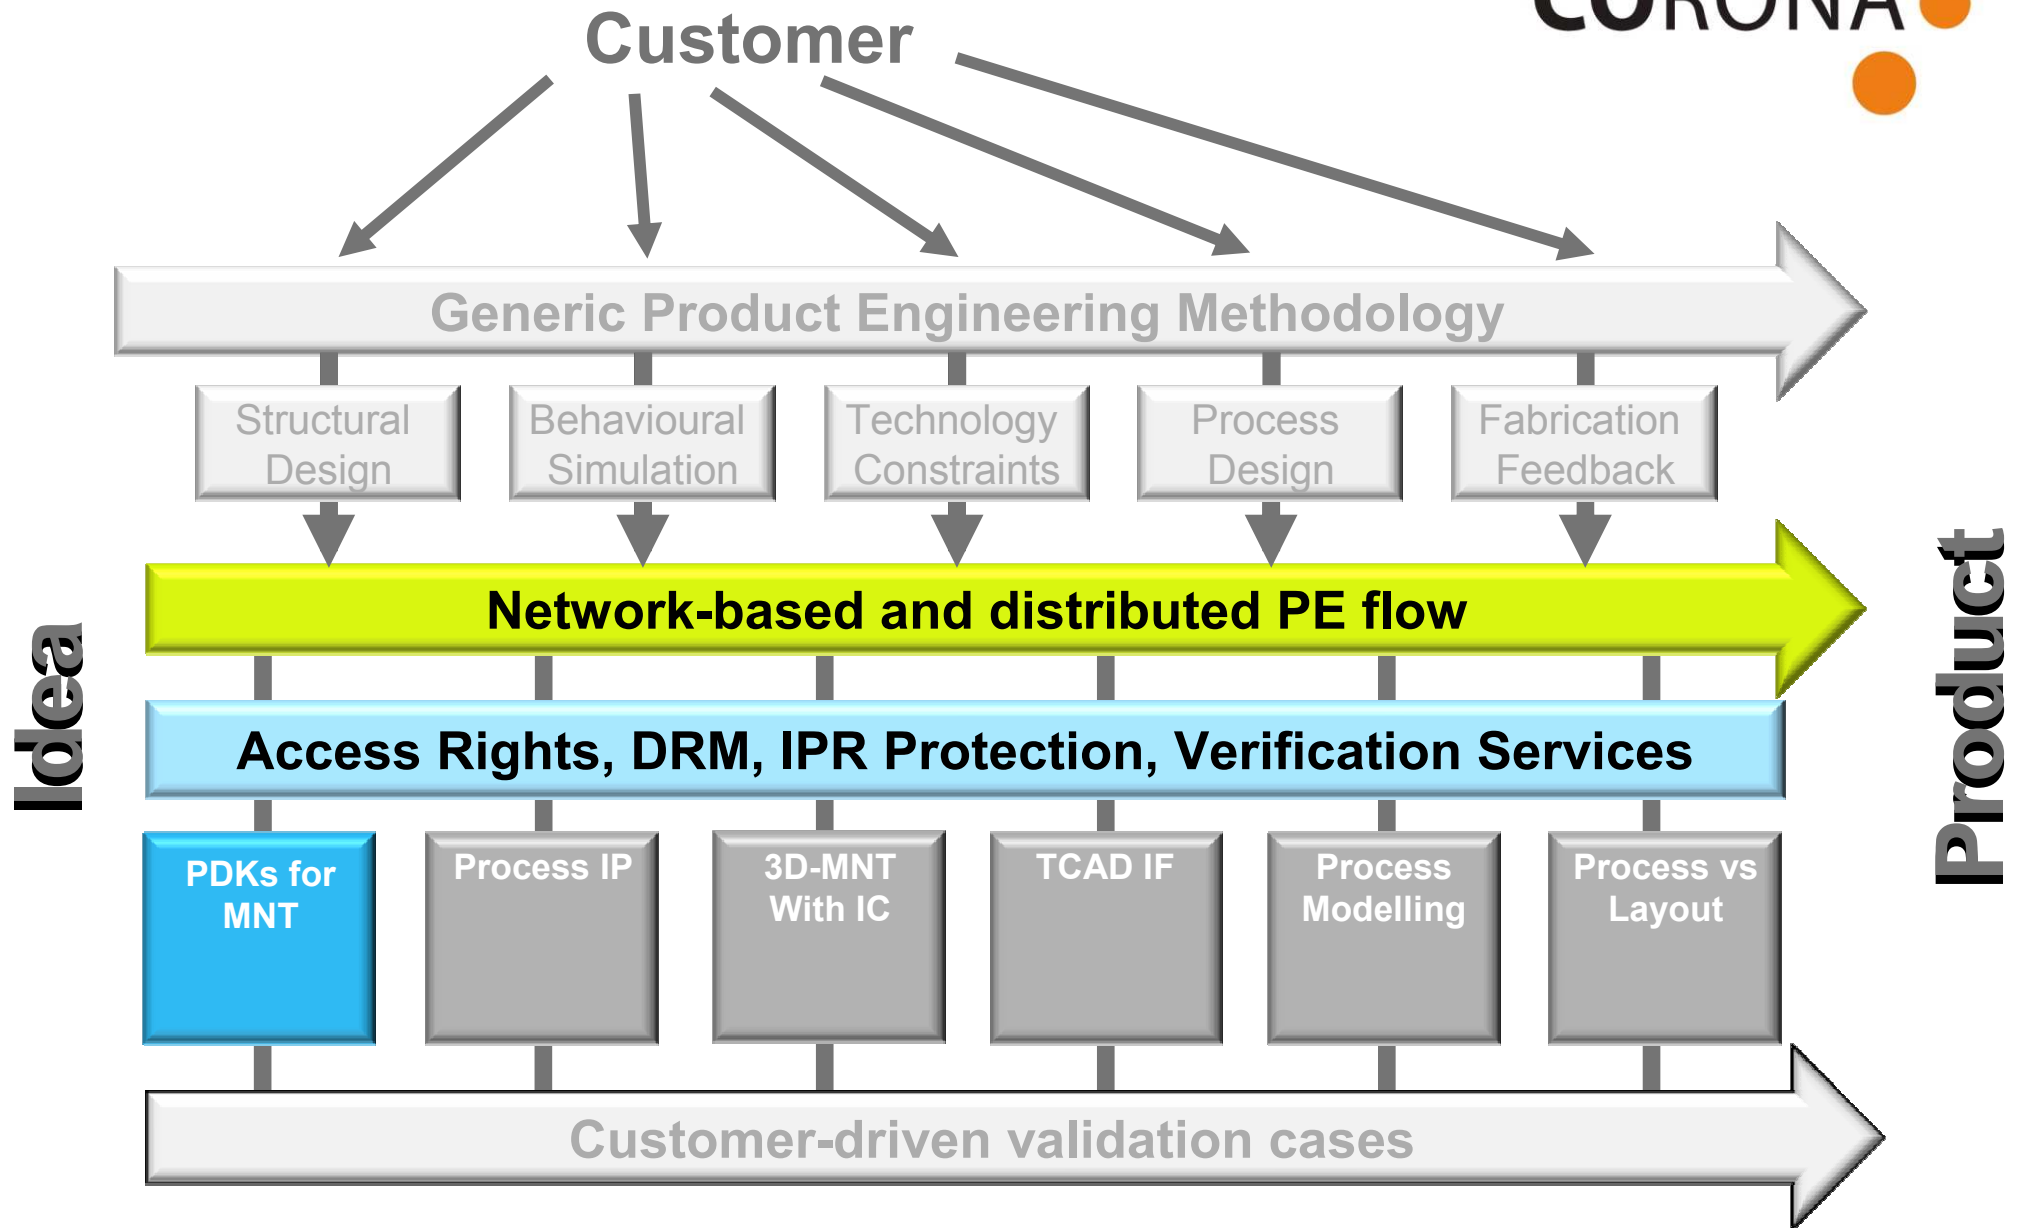 CORONA
Customer
Generic Product Engineering Methodology
Structural
Design
Behavioural
Simulation
Technology
Constraints
Process
Design
Fabrication
Feedback
Network-based and distributed PE flow
Idea
Product
Access Rights, DRM, IPR Protection, Verification Services
PDKs for
MNT
Process IP
3D-MNT
With IC
TCAD IF
Process
Modelling
Process vs
Layout
Customer-driven validation cases